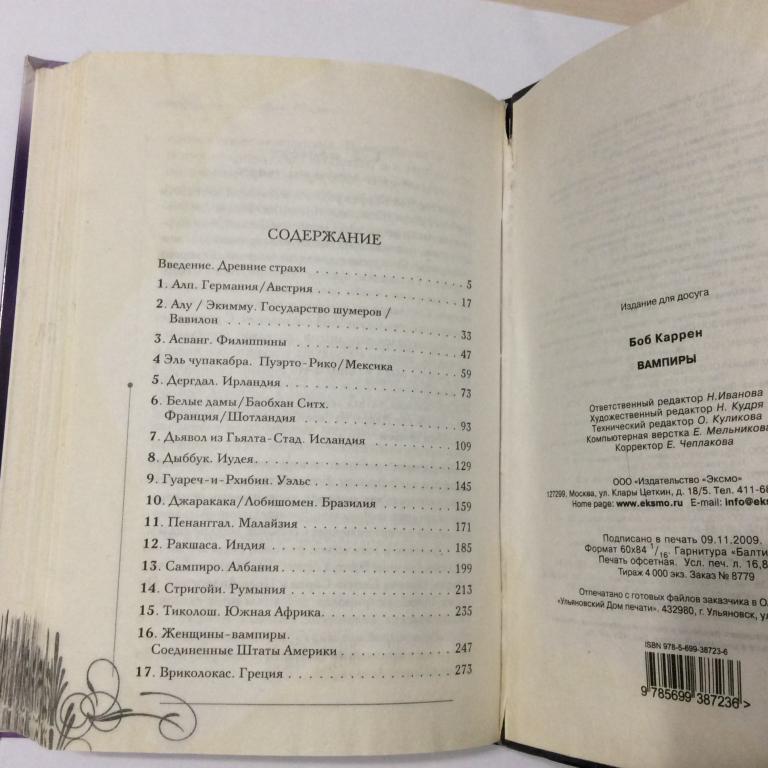 СОДЕРЖАНИЕ
Введение. Древние страхи . . . . . . . . . . . . . . . . 5
1. Алп. Германия/Австрия . . . . . . . . . . . . . . . . 17
2. Алу / Экимму. Государство шумеров /
Вавилон . . . . . . . . . . . . . . . . . . . . . . . 33
3. Асванг. Филиппины . . . . . . . . . . . . . . . . . 47
4 Эль чупакабра. Пуэрто-Рико/Мексика . . . . . . . 59
5. Дергдал. Ирландия . . . . . . . . . . . . . . . . . 73
6. Белые дамы/Баобхан Ситх.
Франция/Шотландия . . . . . . . . . . . . . . . . 93
7. Дьявол из Гьялта-Стад. Исландия . . . . . . . . . 109
8. Дыббук. Иудея. . . . . . . . . . . . . . . . . . . . 129
9. Гуареч-и-Рхибин. Уэльс . . . . . . . . . . . . . . 145
10. Джаракака/Лобишомен. Бразилия . . . . . . . . 159
11. Пенанггал. Малайзия . . . . . . . . . . . . . . . 171
12. Ракшаса. Индия . . . . . . . . . . . . . . . . . . 185
13. Сампиро. Албания . . . . . . . . . . . . . . . . . 199
14. Стригойи. Румыния . . . . . . . . . . . . . . . . 213
15. Тиколош. Южная Африка. . . . . . . . . . . . . . 235
16. Женщины-вампиры.
Соединенные Штаты Америки . . . . . . . . . . . . 247
17. Вриколокас. Греция . . . . . . . . . . . . . . . . 273
Издание для досуга
Боб Каррен
ВАМПИРЫ
Ответственный редактор Н.Иванова
Художественный редактор Н. Кудря
Технический редактор О. Куликова
Компьютерная верстка Е. Мельникова
Корректор Е. Чеплакова
ООО «Издательство «Эксмо»
127299, Москва, ул. Клары Цеткин, д. 18/5. Тел. 411-68
Home page: www.eksmo.ru E-mail: info@eks
Подписано в печать 09.11.2009.
Формат 60x84 1/16. Гарнитура «Балти
Печать офсетная. Усл. печ. л. 16,8
Тираж 4 000 экз. Заказ № 8779
Отпечатано с готовых файлов заказчика в О
«Ульяновский Дом печати». 432980, г. Ульяновск, ул
ISBN 978-5-699-38723-6
9 785699 387236 >